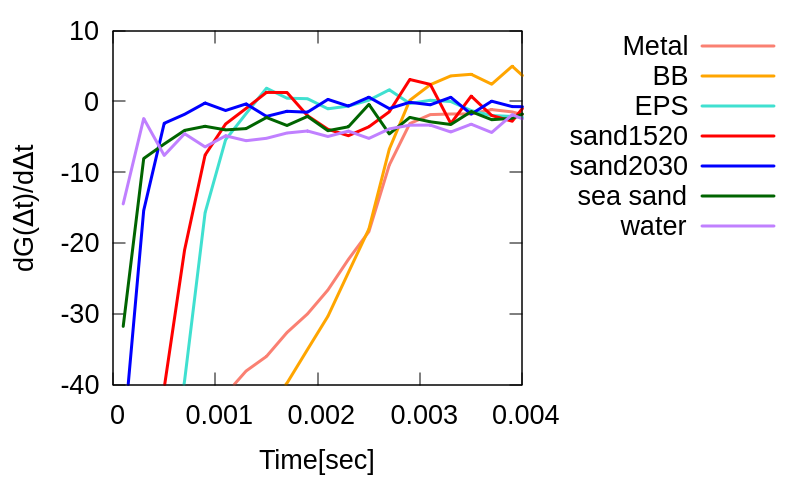 10
0
-10
-20
-30
-40
dG(Δt)/dΔt
0 0.001 0.002 0.003 0.004
Time[sec]
Metal
BB
EPS
sand1520
sand2030
sea sand
water